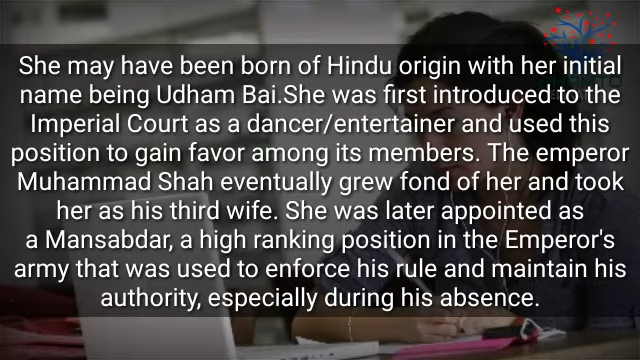 She may have been born of Hindu origin with her initial
name being Udham Bai.She was first introduced to the
Imperial Court as a dancer/entertainer and used this
position to gain favor among its members. The emperor
Muhammad Shah eventually grew fond of her and took
her as his third wife. She was later appointed as
a Mansabdar, a high ranking position in the Emperor's
army that was used to enforce his rule and maintain his
authority, especially during his absence.